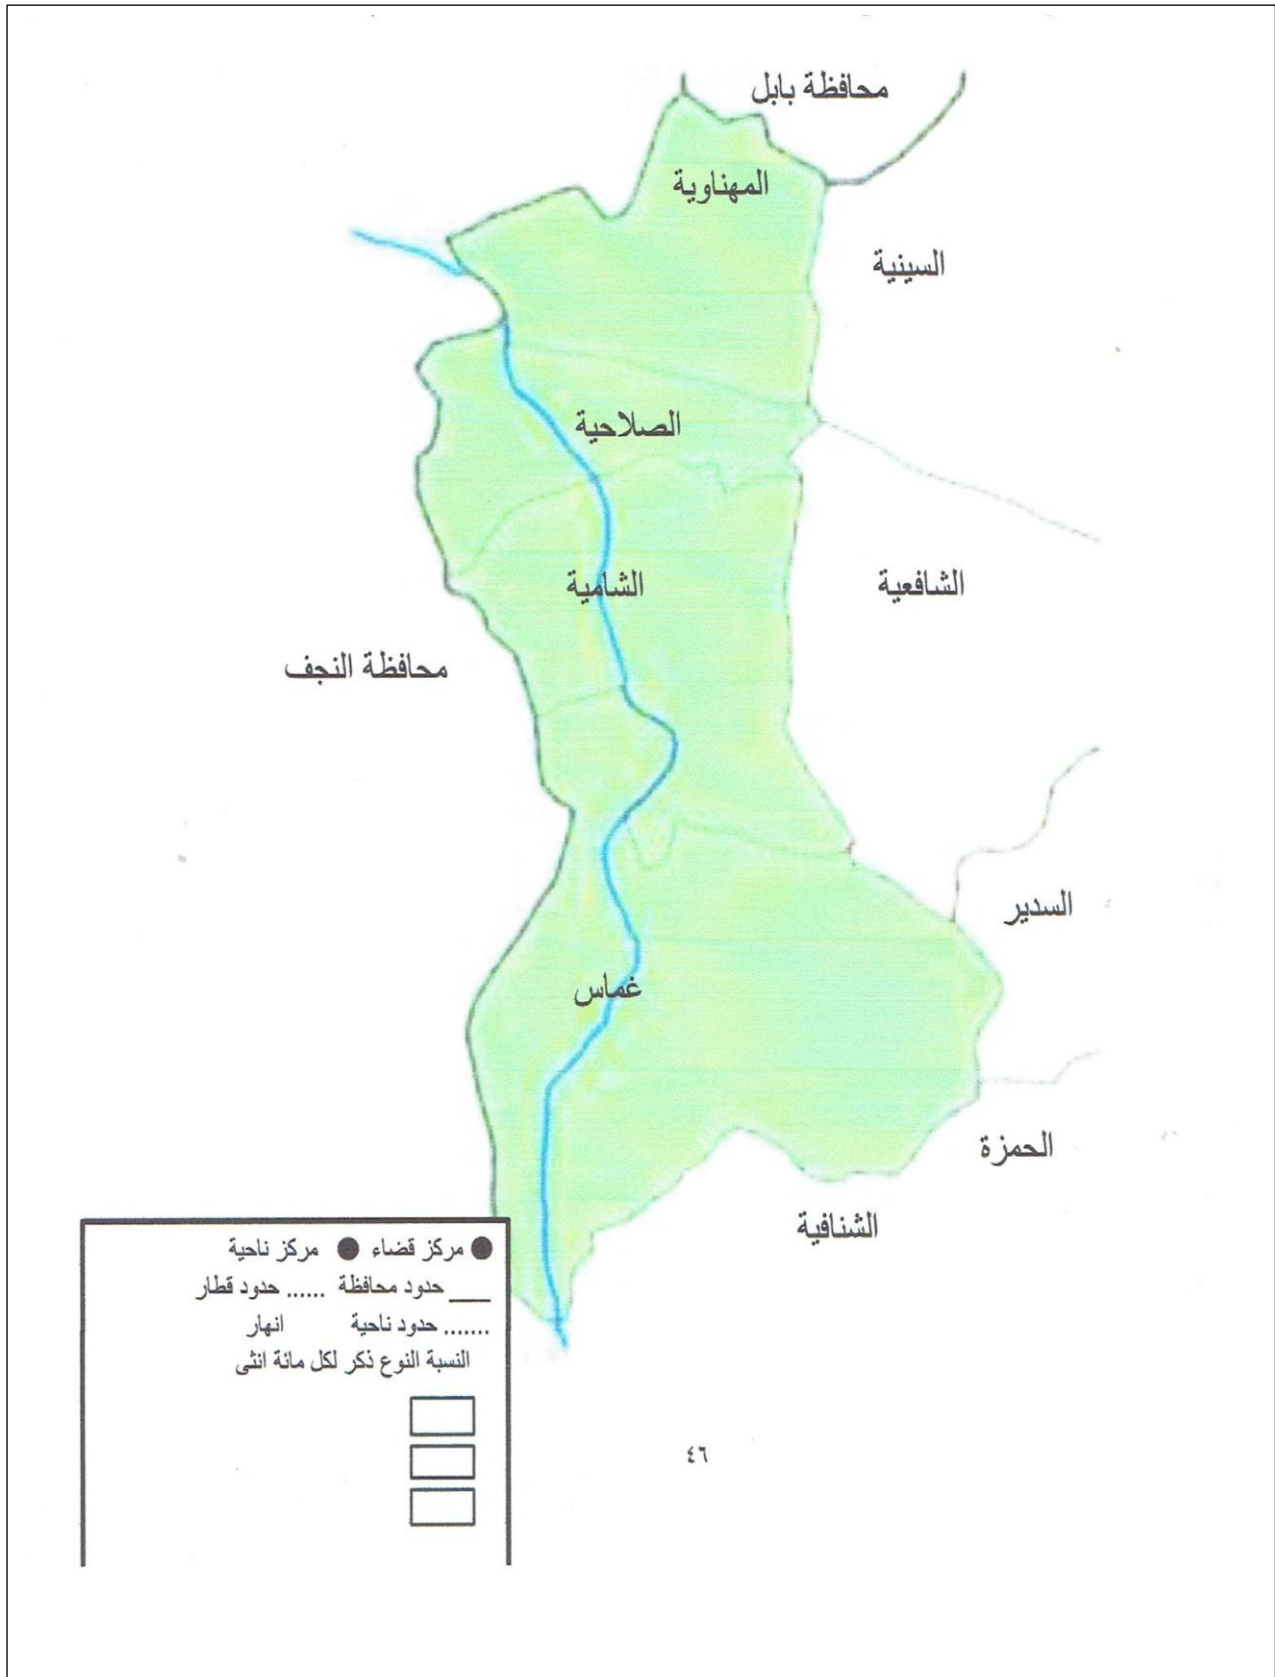 محافظة بابل
المهناوية
السينية
الصلاحية
الشامية
الشافعية
محافظة النجف
السدير
غماس
الحمزة
الشنافية
مركز قضاء مركز ناحية
___ حدود محافظة ...... حدود قطار
....... حدود ناحية انهار
النسبة النوع ذكر لكل مائة انثى
٤٦